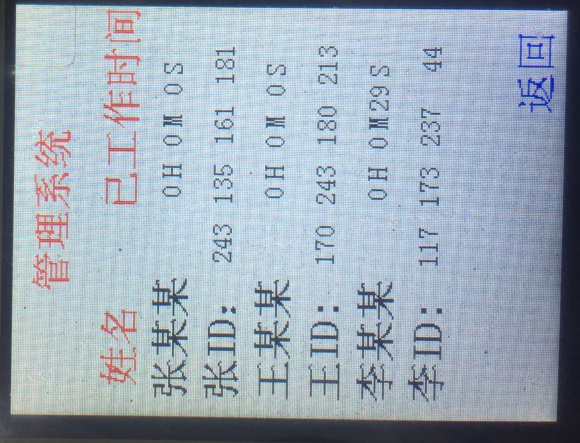 管理系统
姓名 已工作时间
张某某 0H 0M 0S
张ID: 243 135 161 181
王某某 0H 0M 0S
王ID: 170 243 180 213
李某某 0H 0M29S
李ID: 117 173 237 44
返回